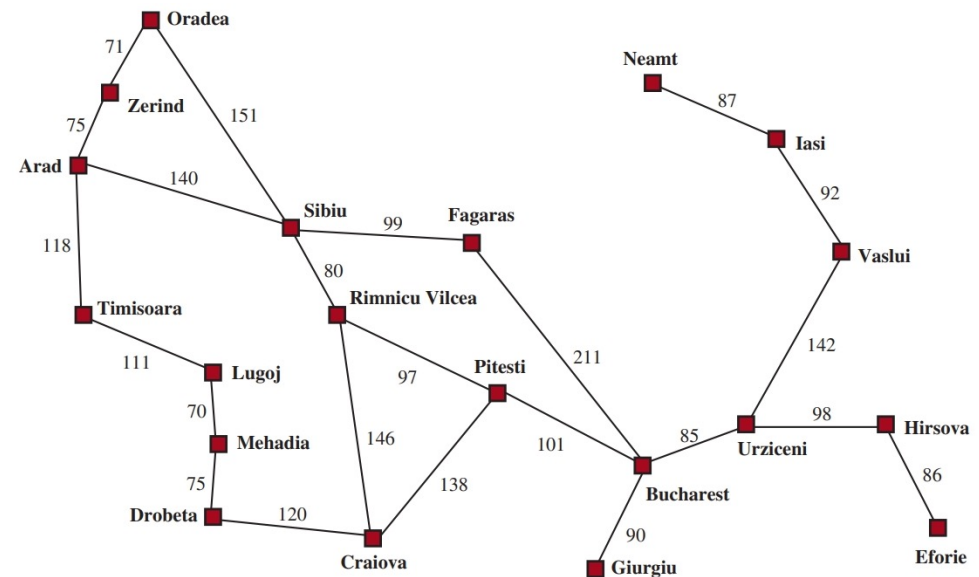 Oradea
71
Neamt
87
Zerind
151
75
Iasi
Arad
140
92
Sibiu
99
Fagaras
118
80
Vaslui
Rimnicu Vilcea
Timisoara
142
211
Pitesti
111
Lugoj
97
70
98
Hirsova
146
101
85
Urziceni
Mehadia
86
138
Bucharest
75
Drobeta
120
90
Craiova
Eforie
Giurgiu